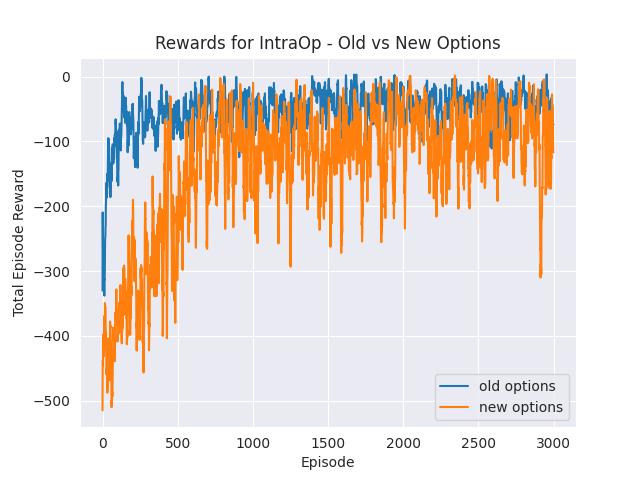 Rewards for IntraOp - Old vs New Options
Total Episode Reward
0
−100
−200
−300
−400
−500
0 500 1000 1500 2000 2500 3000
Episode
old options
new options